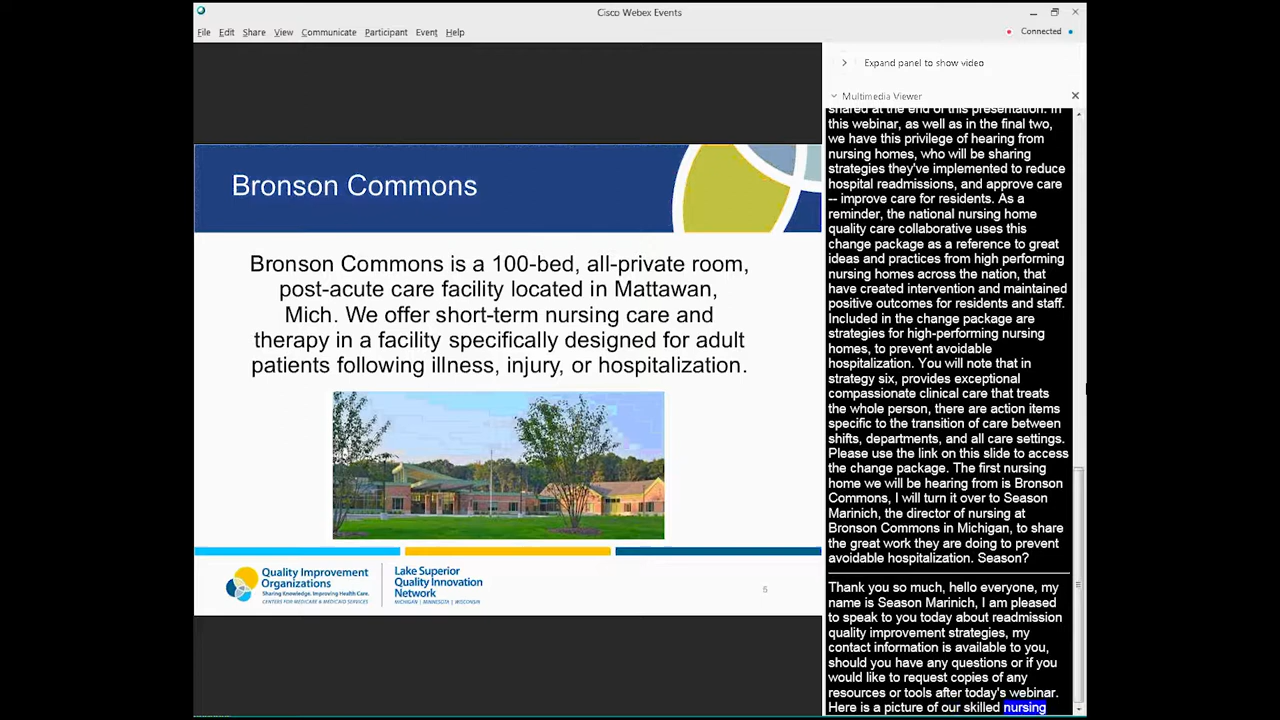 Cisco Webex Events
File Edit Share View Communicate Participant Event Help
Connected
Expand panel to show video
Multimedia Viewer
Bronson Commons
Bronson Commons is a 100-bed, all-private room,
post-acute care facility located in Mattawan,
Mich. We offer short-term nursing care and
therapy in a facility specifically designed for adult
patients following illness, injury, or hospitalization.
Quality Improvement
Organizations
Sharing Knowledge. Improving Health Care.
CENTERS FOR MEDICARE & MEDICAID SERVICES
Lake Superior
Quality Innovation
Network
MICHIGAN | MINNESOTA | WISCONSIN
5
shared at the end of this presentation. In
this webinar, as well as in the final two,
we have this privilege of hearing from
nursing homes, who will be sharing
strategies they've implemented to reduce
hospital readmissions, and approve care
-- improve care for residents. As a
reminder, the national nursing home
quality care collaborative uses this
change package as a reference to great
ideas and practices from high performing
nursing homes across the nation, that
have created intervention and maintained
positive outcomes for residents and staff.
Included in the change package are
strategies for high-performing nursing
homes, to prevent avoidable
hospitalization. You will note that in
strategy six, provides exceptional
compassionate clinical care that treats
the whole person, there are action items
specific to the transition of care between
shifts, departments, and all care settings.
Please use the link on this slide to access
the change package. The first nursing
home we will be hearing from is Bronson
Commons, I will turn it over to Season
Marinich, the director of nursing at
Bronson Commons in Michigan, to share
the great work they are doing to prevent
avoidable hospitalization. Season?
Thank you so much, hello everyone, my
name is Season Marinich, I am pleased
to speak to you today about readmission
quality improvement strategies, my
contact information is available to you,
should you have any questions or if you
would like to request copies of any
resources or tools after today's webinar.
Here is a picture of our skilled nursing